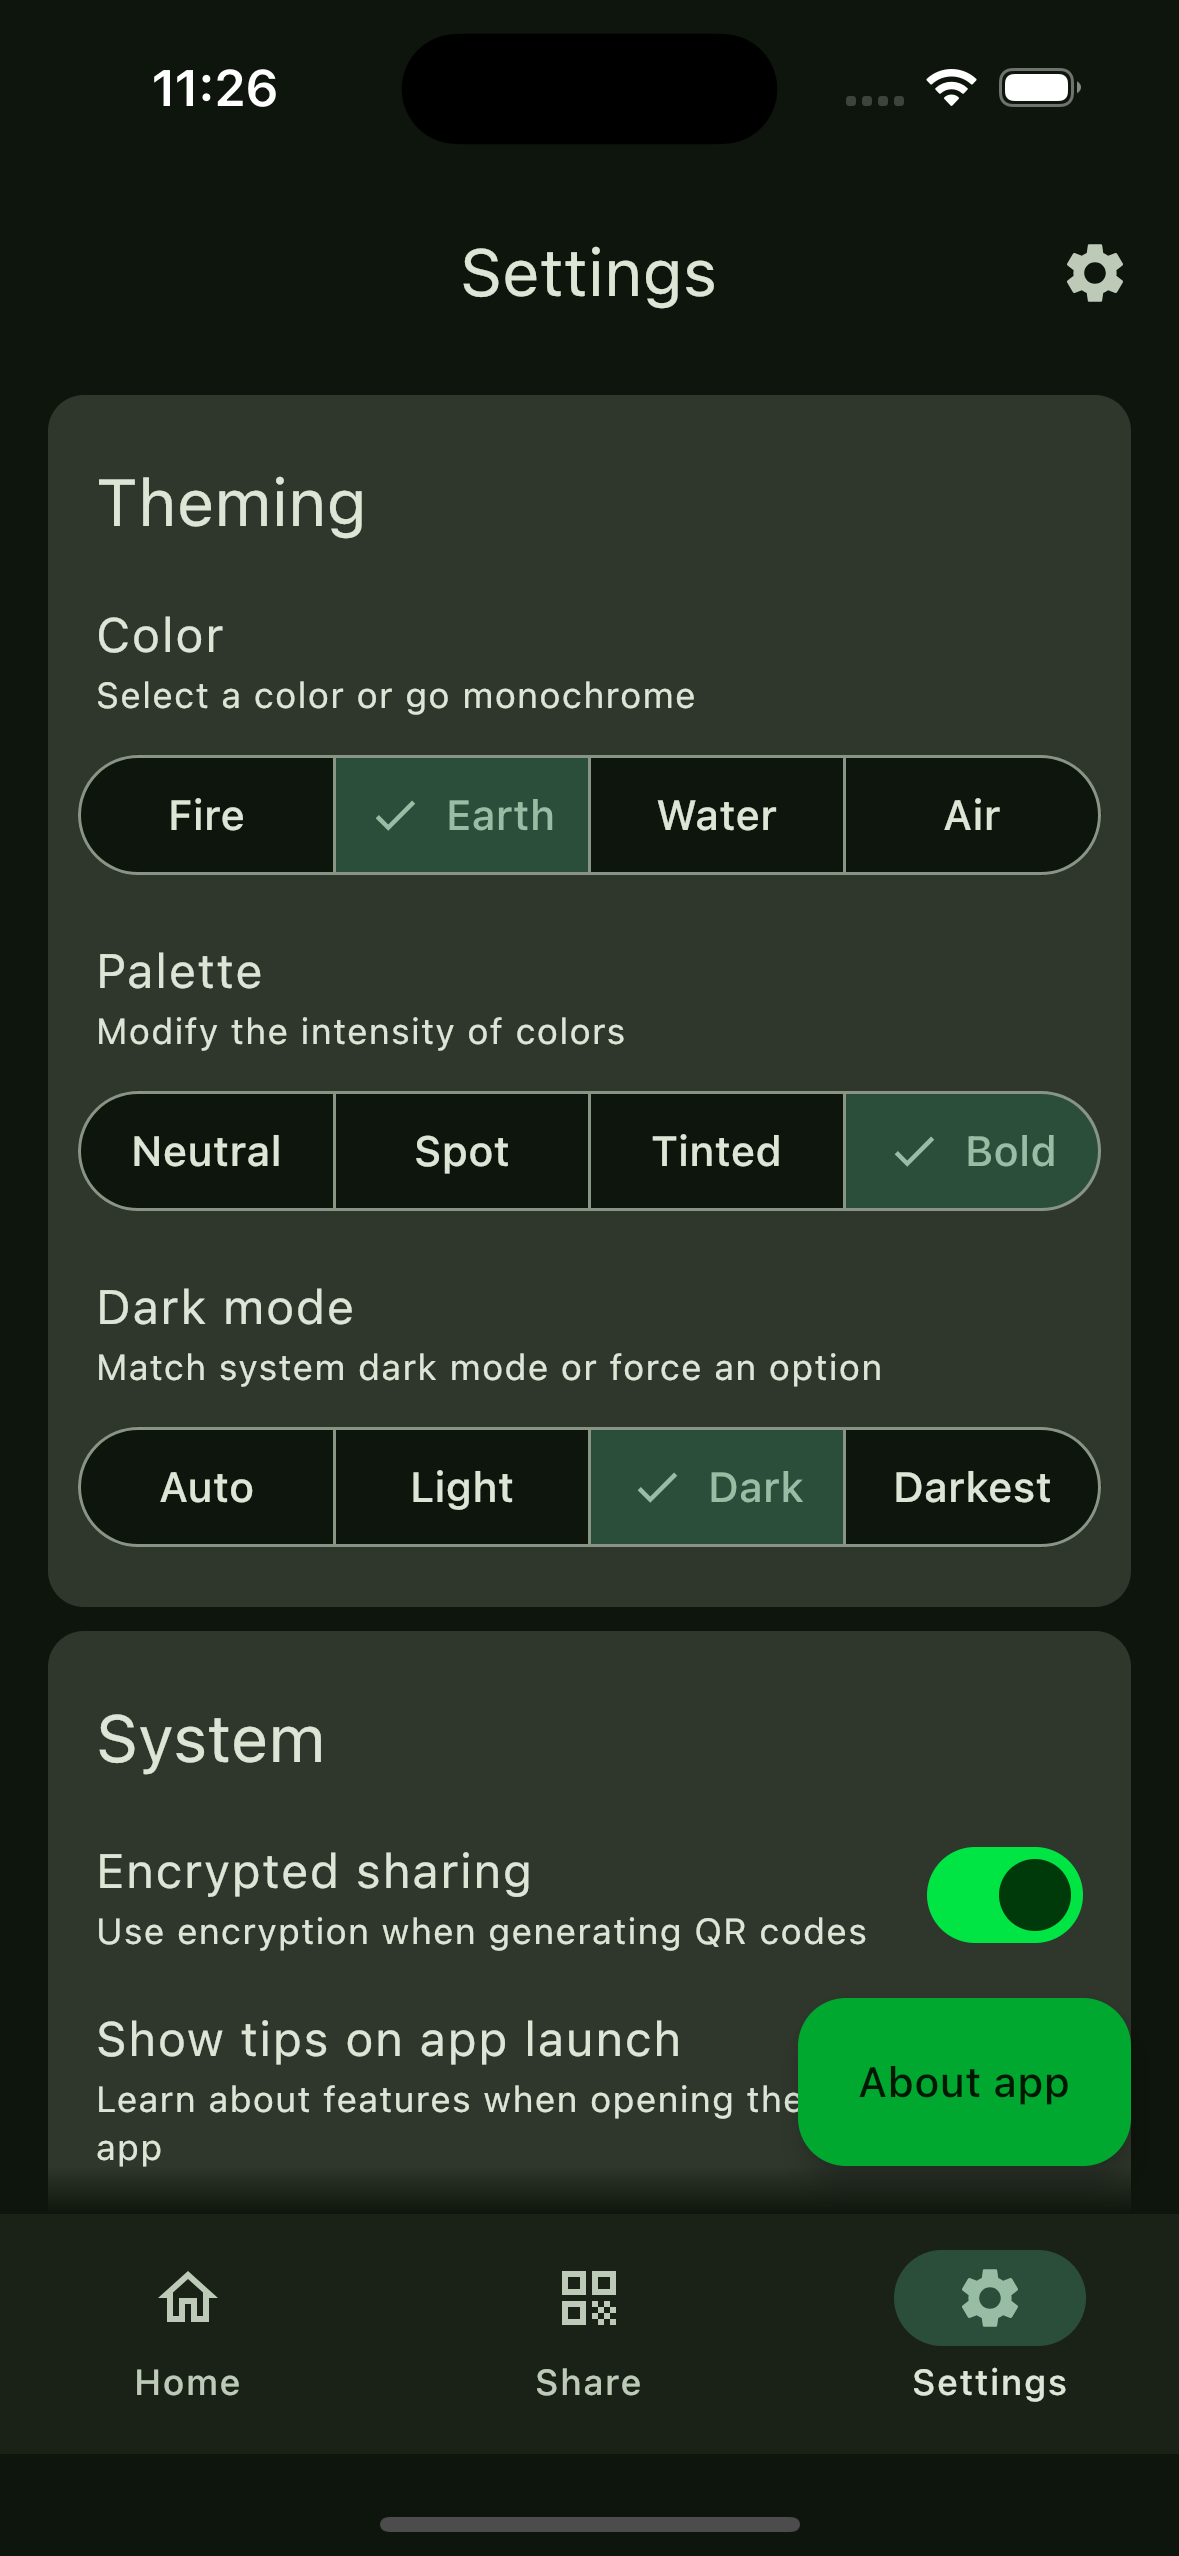 11:26
Settings
Theming
Color
Select a color or go monochrome
Fire
Earth
Water
Air
Palette
Modify the intensity of colors
Neutral
Spot
Tinted
Bold
Dark mode
Match system dark mode or force an option
Auto
Light
Dark
Darkest
System
Encrypted sharing
Use encryption when generating QR codes
Show tips on app launch
Learn about features when opening the
app
About app
Home
Share
Settings